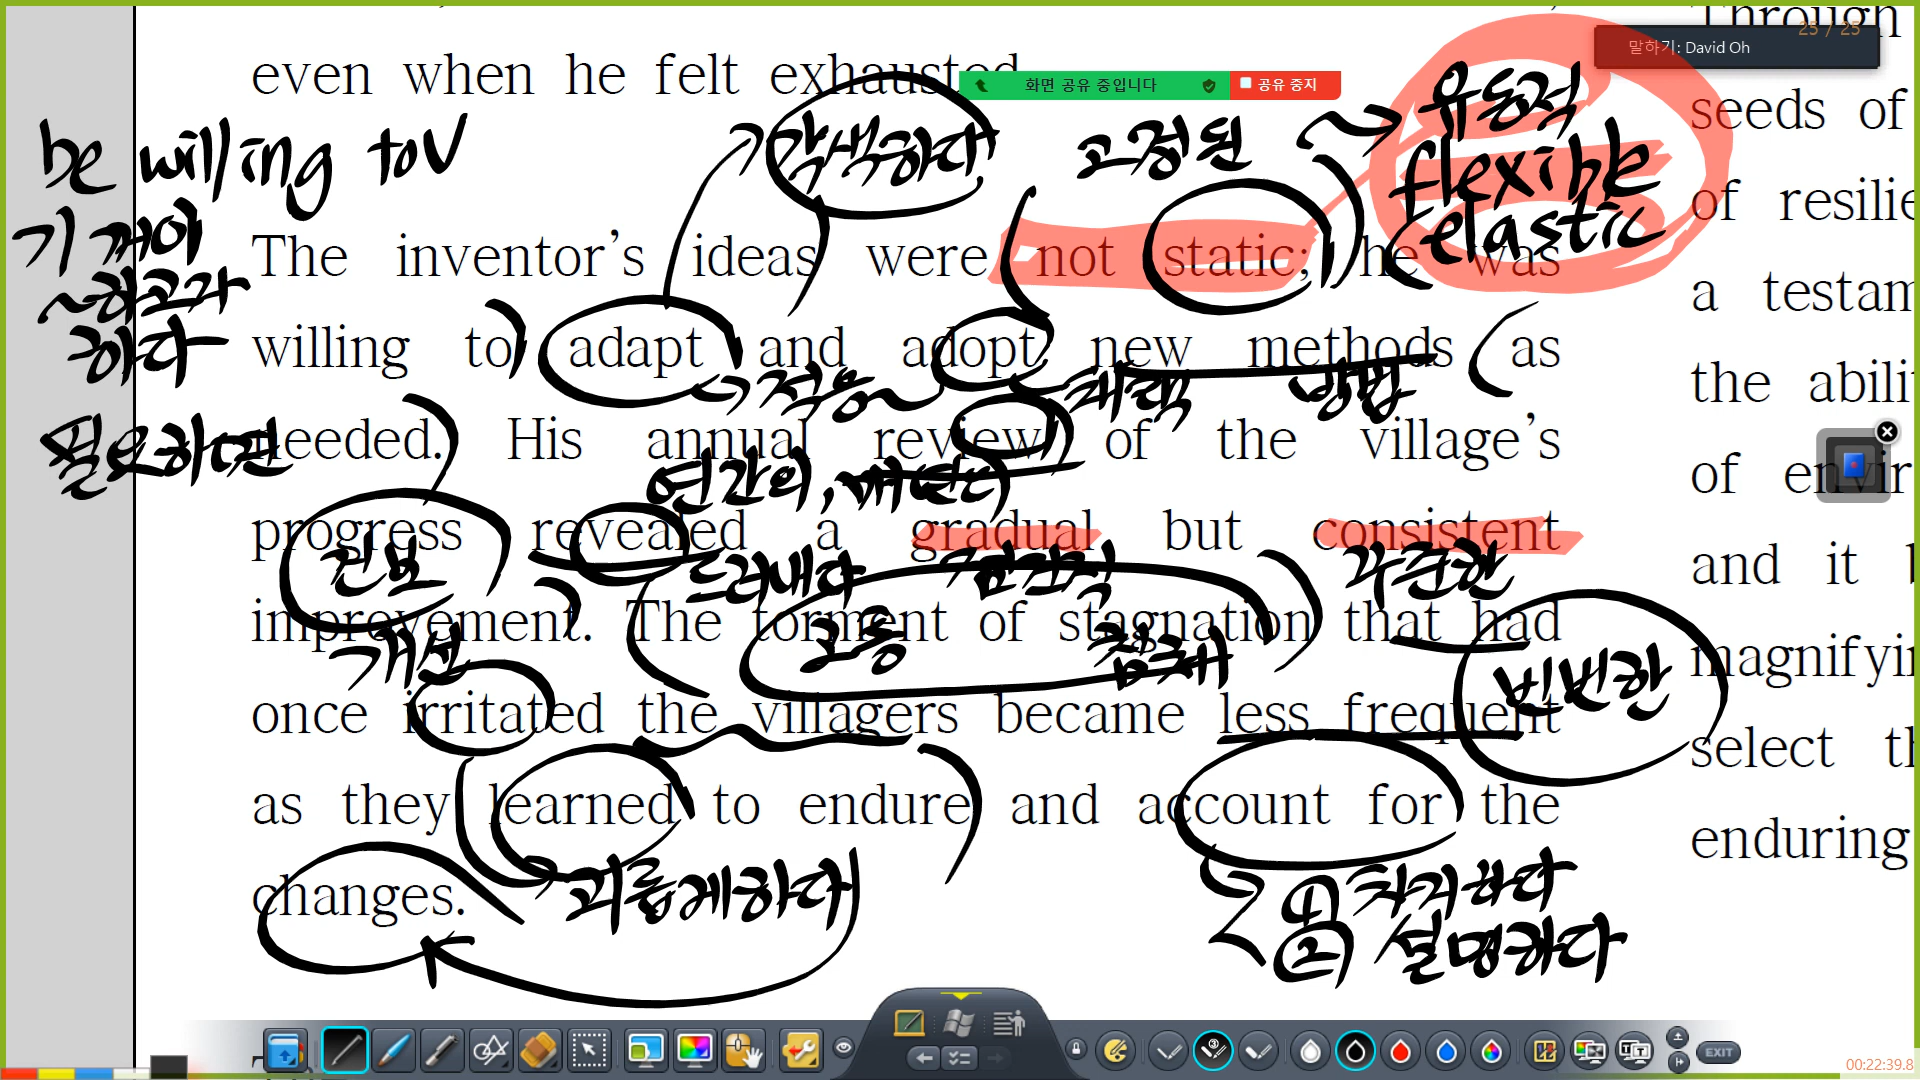 even when he felt exhausted
화면 공유 중입니다
공유 중지
말하기: David Oh
25 / 25
be willing to V
기꺼이
~하고자
하다
필요하면
각색하다
고정된
유동적
flexible
elastic
The inventor's ideas were not static; he was
willing to adapt and adopt new methods as
적응
채택
방법
needed. His annual review of the village's
연간의, 매년의
progress revealed a gradual but consistent
진보
드러내다
점진적
꾸준한
improvement. The torment of stagnation that had
개선
고통
침체
빈번한
once irritated the villagers became less frequent
as they learned to endure and account for the
changes.
괴롭게하다
① 차지하다
② 설명하다
Through
seeds of
of resilie
a testam
the abili
of envir
and it b
magnifyin
select th
enduring
EXIT
00:22:39.8